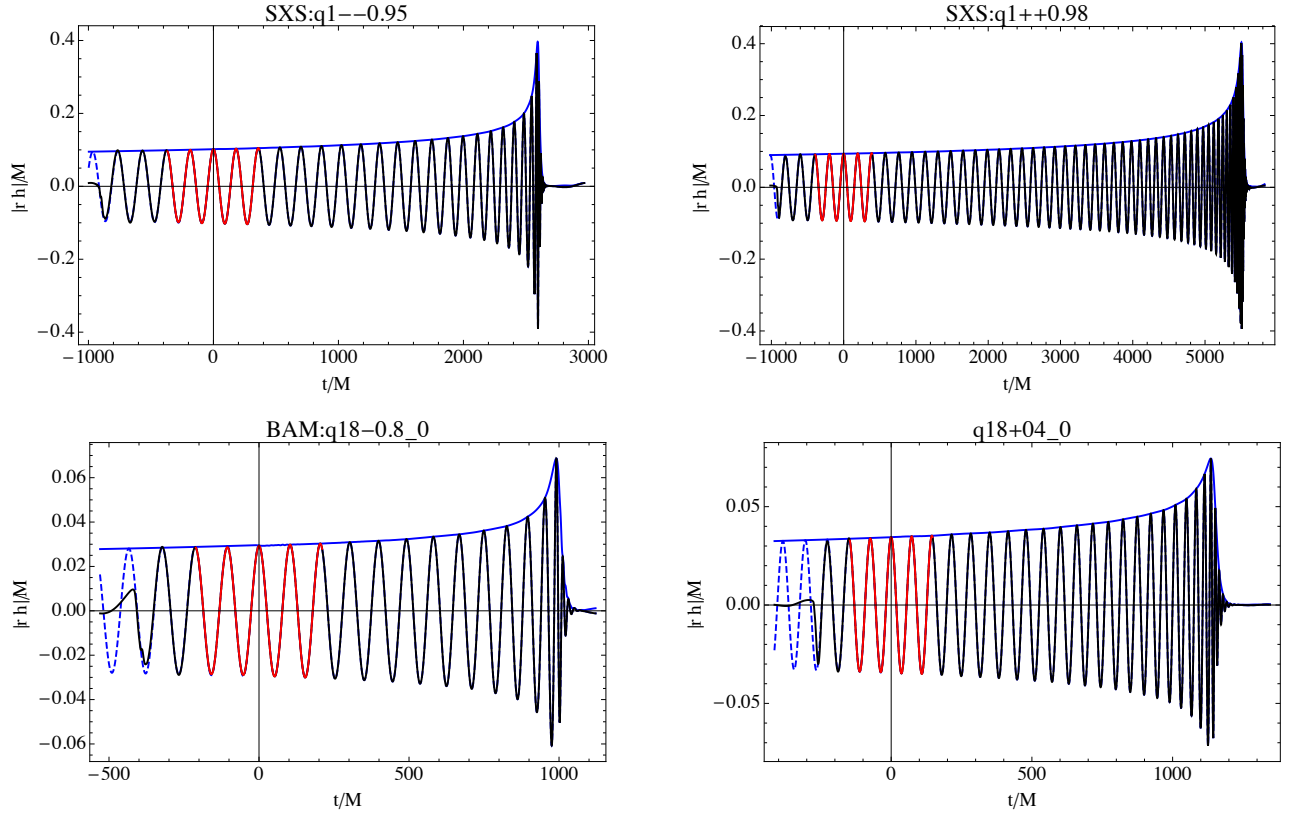 SXS:q1−−0.95
0.4
0.2
0.0
−0.2
−0.4
|r h|/M
−1000 0 1000 2000 3000
t/M
SXS:q1++0.98
0.4
0.2
0.0
−0.2
−0.4
|r h|/M
−1000 0 1000 2000 3000 4000 5000
t/M
BAM:q18−0.8_0
0.06
0.04
0.02
0.00
−0.02
−0.04
−0.06
|r h|/M
−500 0 500 1000
t/M
q18+04_0
0.05
0.00
−0.05
|r h|/M
0 500 1000
t/M